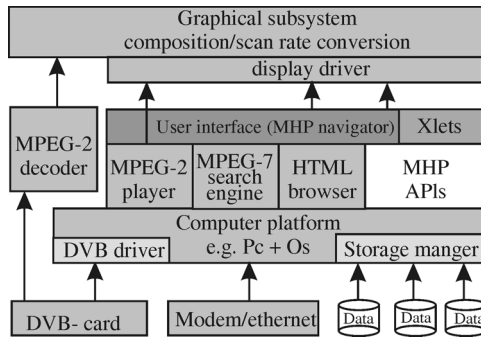 Graphical subsystem
composition/scan rate conversion
display driver
User interface (MHP navigator)
Xlets
MPEG-2
decoder
MPEG-2
player
MPEG-7
search
engine
HTML
browser
MHP
APIs
Computer platform
e.g. Pc + Os
DVB driver
Storage manger
DVB- card
Modem/ethernet
Data
Data
Data